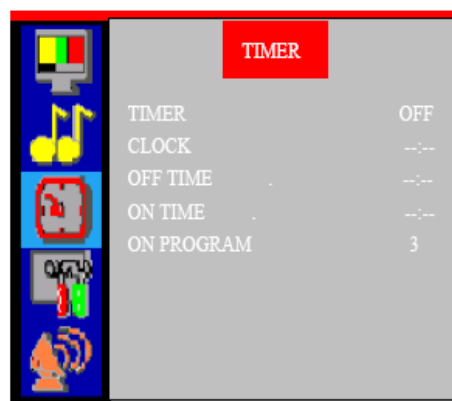 TIMER
TIMER OFF
CLOCK --:--
OFF TIME . --:--
ON TIME . --:--
ON PROGRAM 3